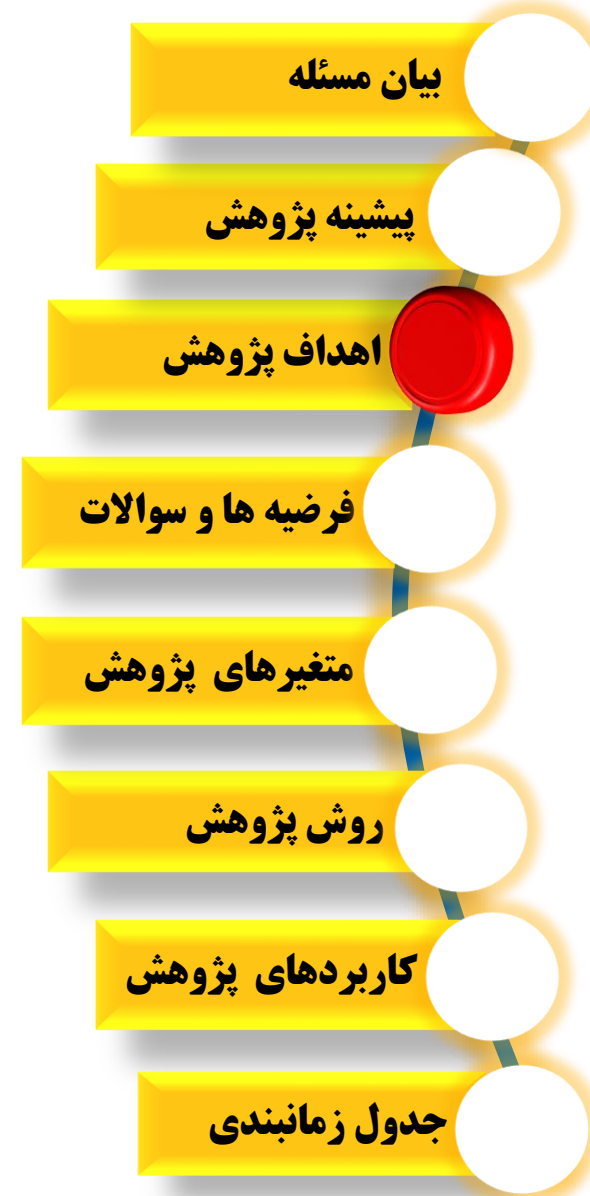 بیان مسئله
پیشینه پژوهش
اهداف پژوهش
فرضیه ها و سوالات
متغیرهای پژوهش
روش پژوهش
کاربردهای پژوهش
جدول زمانبندی